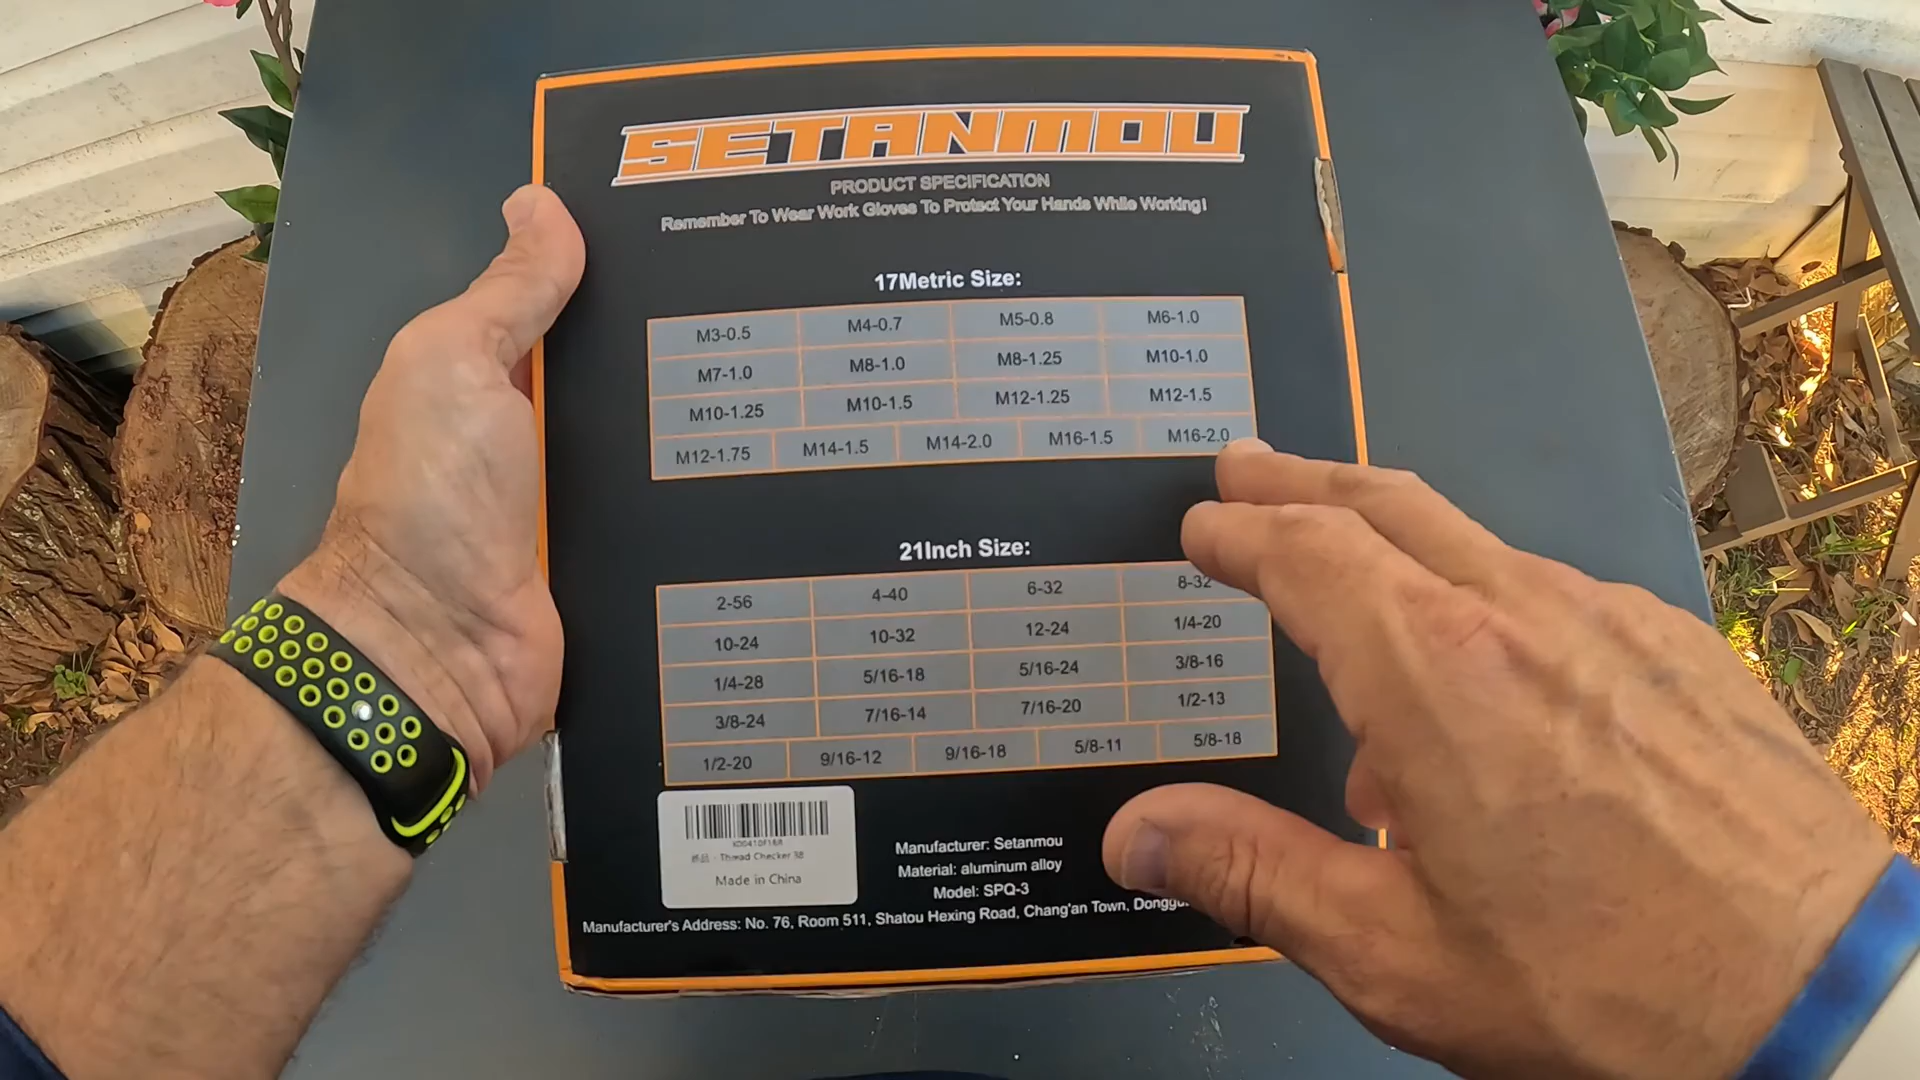 SETANMOU
PRODUCT SPECIFICATION
Remember To Wear Work Gloves To Protect Your Hands While Working!
17Metric Size:
M3-0.5 M4-0.7 M5-0.8 M6-1.0
M7-1.0 M8-1.0 M8-1.25 M10-1.0
M10-1.25 M10-1.5 M12-1.25 M12-1.5
M12-1.75 M14-1.5 M14-2.0 M16-1.5 M16-2.0
21Inch Size:
2-56 4-40 6-32 8-32
10-24 10-32 12-24 1/4-20
1/4-28 5/16-18 5/16-24 3/8-16
3/8-24 7/16-14 7/16-20 1/2-13
1/2-20 9/16-12 9/16-18 5/8-11 5/8-18
Thread Checker 38
Made in China
Manufacturer: Setanmou
Material: aluminum alloy
Model: SPQ-3
Manufacturer's Address: No. 76, Room 511, Shatou Hexing Road, Chang'an Town,